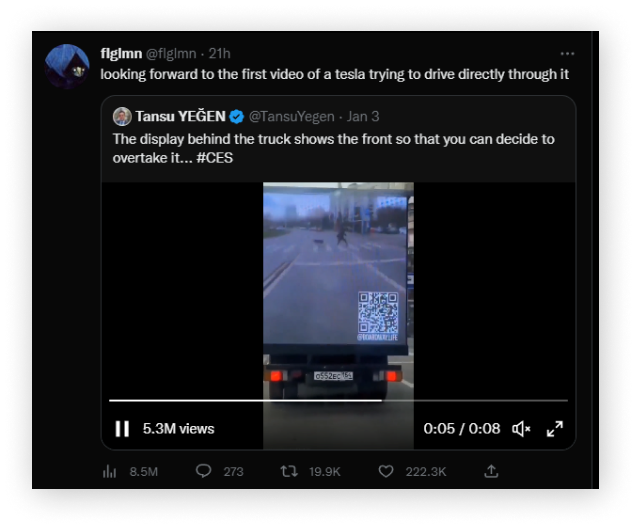 flglmn @flglmn · 21h
looking forward to the first video of a tesla trying to drive directly through it
Tansu YEĞEN @TansuYegen · Jan 3
The display behind the truck shows the front so that you can decide to
overtake it... #CES
5.3M views
0:05 / 0:08
8.5M 273 19.9K 222.3K